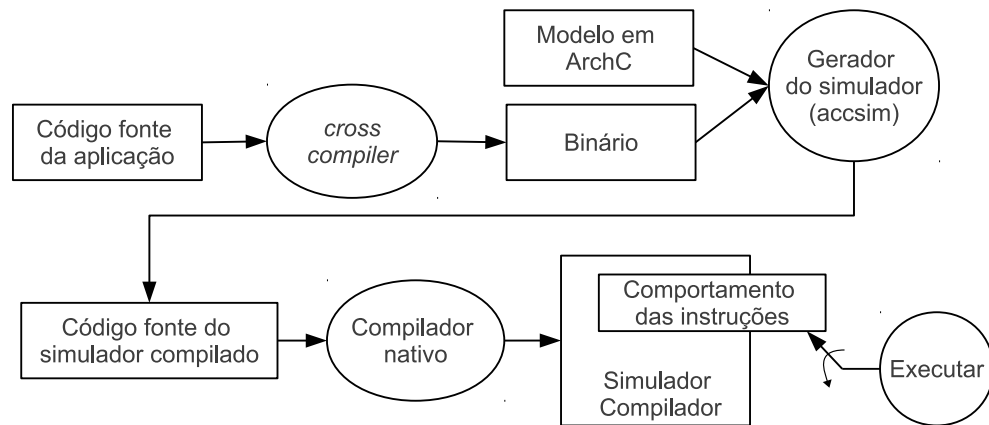 Modelo em
ArchC
Gerador
do simulador
(accsim)
Código fonte
da aplicação
cross
compiler
Binário
Código fonte do
simulador compilado
Compilador
nativo
Comportamento
das instruções
Simulador
Compilador
Executar